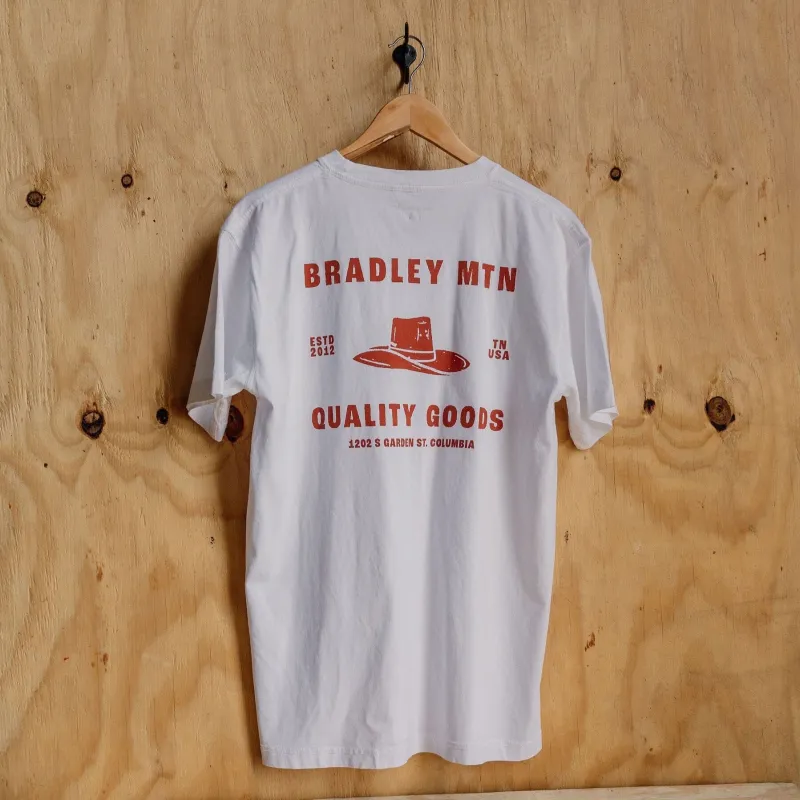 BRADLEY MTN
ESTD
2012
TN
USA
QUALITY GOODS
1202 S GARDEN ST. COLUMBIA